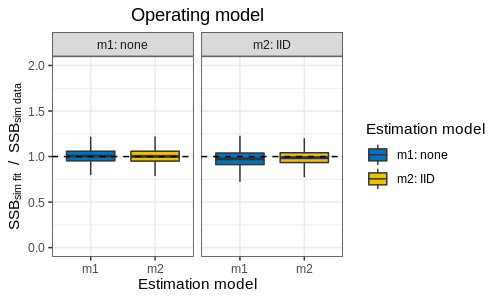 Operating model
m1: none
m2: IID
SSBsim fit / SSBsim data
2.0
1.5
1.0
0.5
0.0
m1
m2
m1
m2
Estimation model
Estimation model
m1: none
m2: IID